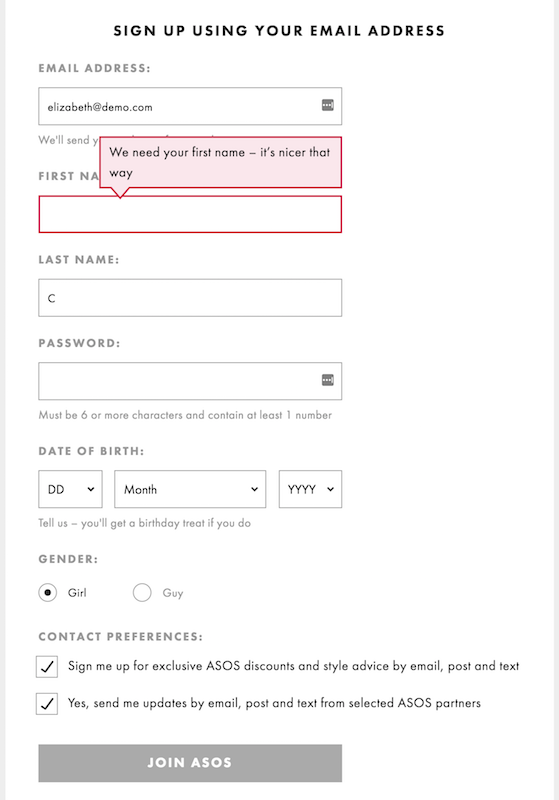 SIGN UP USING YOUR EMAIL ADDRESS
EMAIL ADDRESS:
elizabeth@demo.com
We'll send
We need your first name – it's nicer that
way
FIRST
LAST NAME:
C
PASSWORD:
Must be 6 or more characters and contain at least 1 number
DATE OF BIRTH:
DD Month YYYY
Tell us – you'll get a birthday treat if you do
GENDER:
Girl Guy
CONTACT PREFERENCES:
Sign me up for exclusive ASOS discounts and style advice by email, post and text
Yes, send me updates by email, post and text from selected ASOS partners
JOIN ASOS